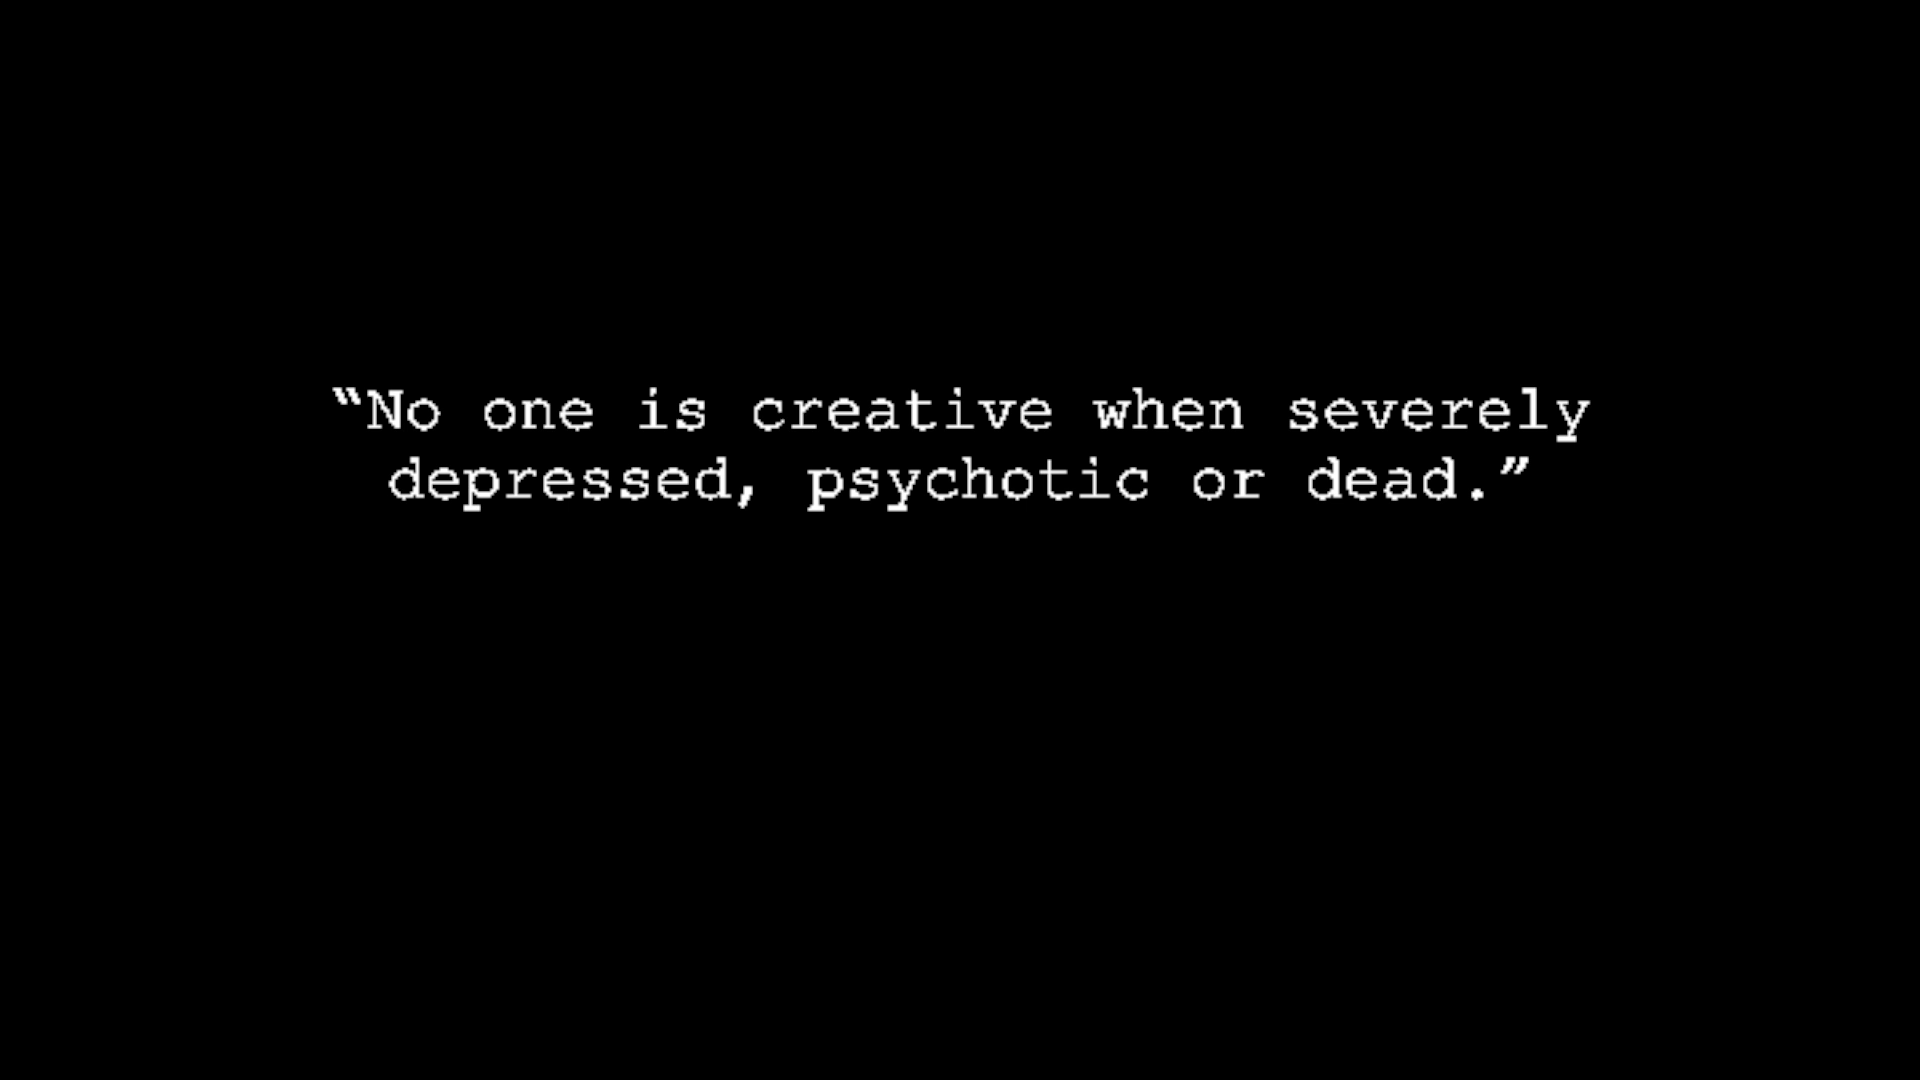 “No one is creative when severely
depressed, psychotic or dead.”